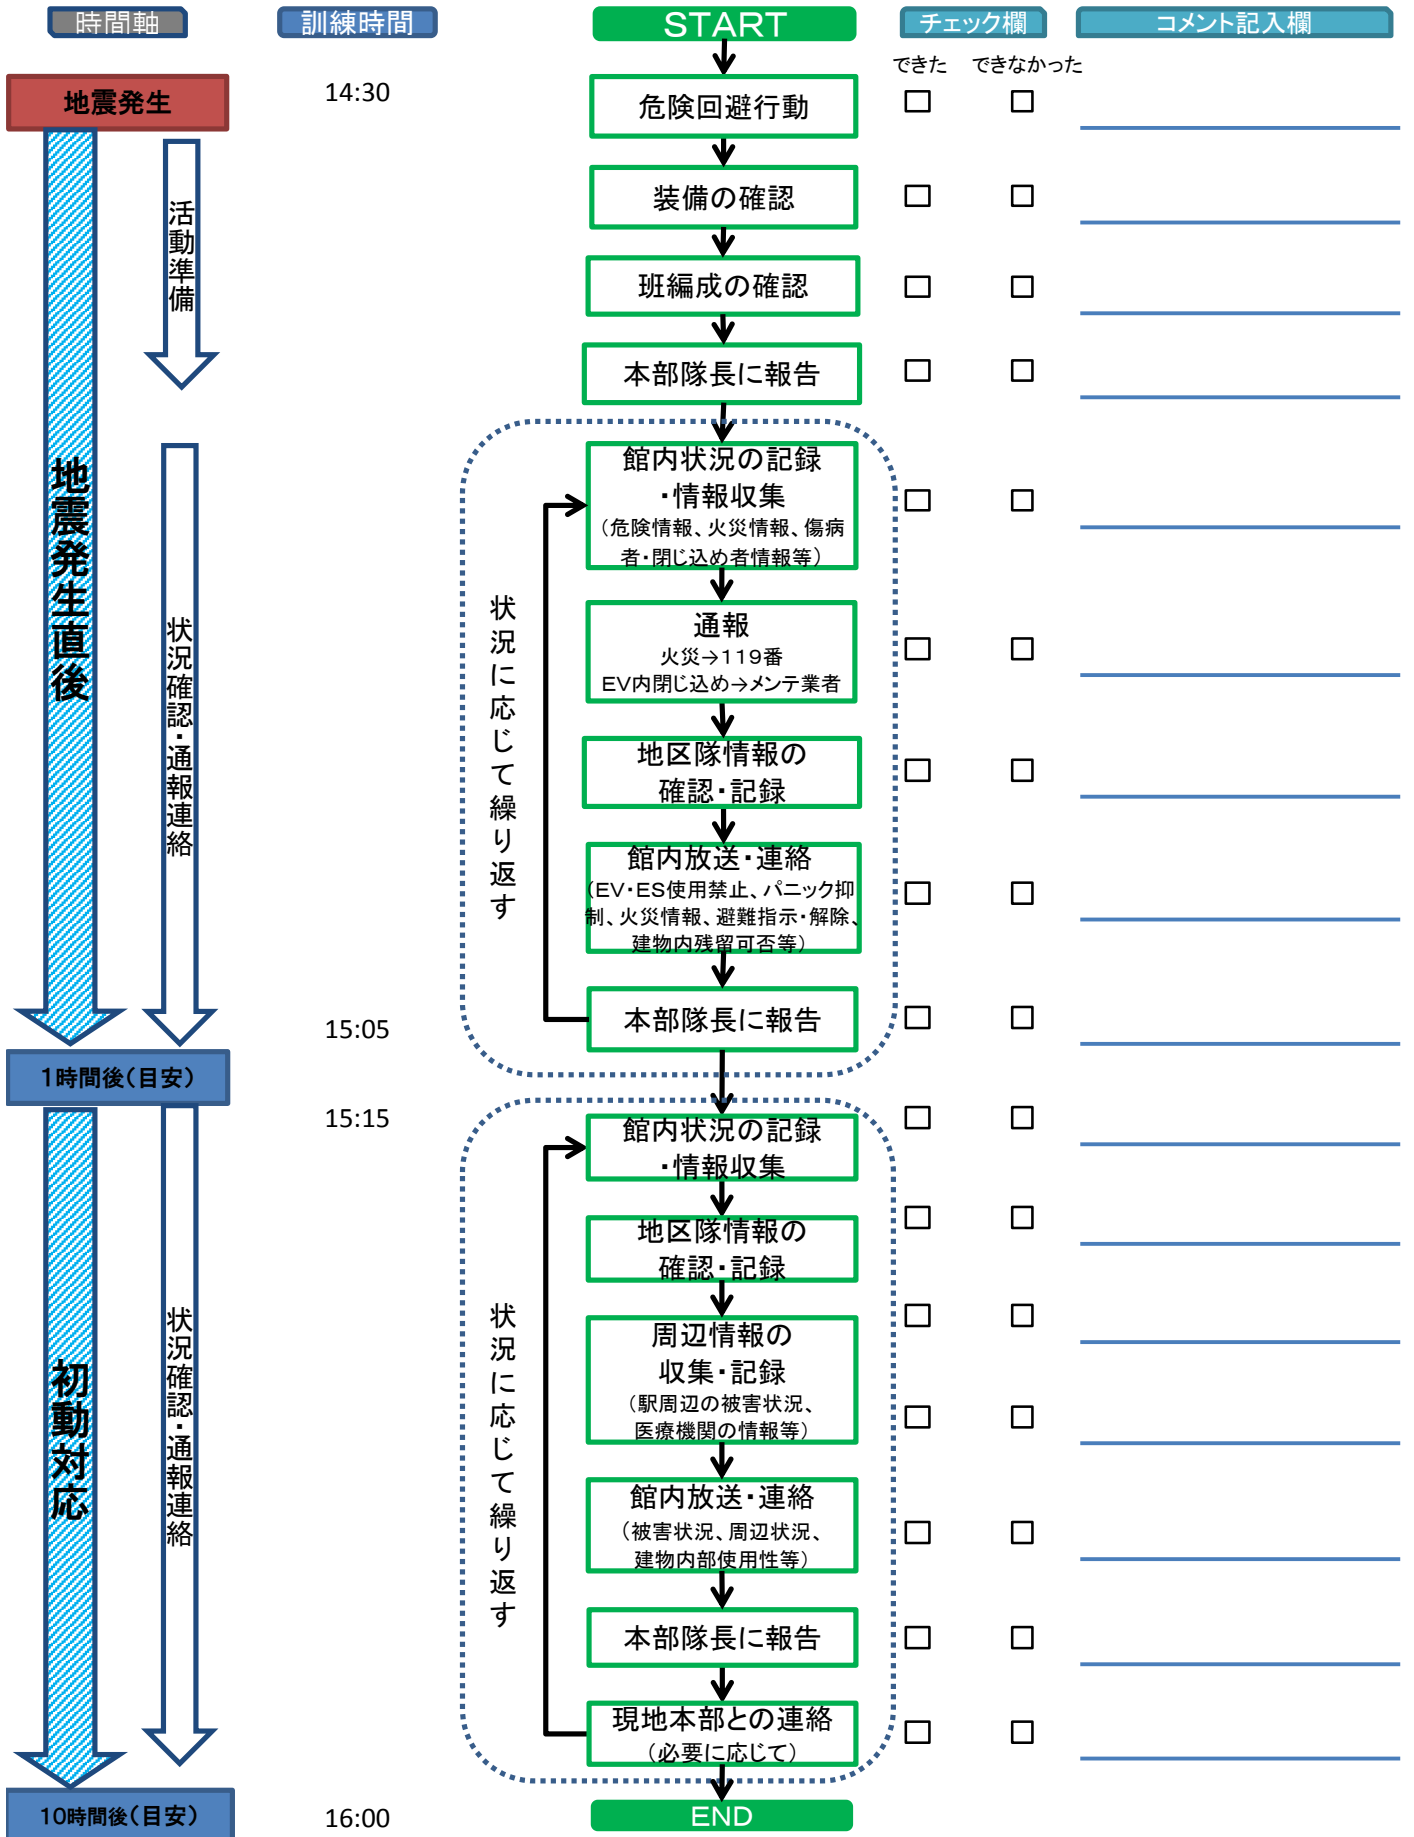 時間軸
訓練時間
START
チェック欄
コメント記入欄
できた
できなかった
地震発生
14:30
危険回避行動
装備の確認
活動準備
班編成の確認
本部隊長に報告
地震発生直後
状況確認・通報連絡
状況に応じて繰り返す
館内状況の記録
・情報収集
（危険情報、火災情報、傷病
者・閉じ込め者情報等）
通報
火災→119番
EV内閉じ込め→メンテ業者
地区隊情報の
確認・記録
館内放送・連絡
（EV・ES使用禁止、パニック抑
制、火災情報、避難指示・解除、
建物内残留可否等）
本部隊長に報告
15:05
1時間後（目安）
15:15
初動対応
状況確認・通報連絡
状況に応じて繰り返す
館内状況の記録
・情報収集
地区隊情報の
確認・記録
周辺情報の
収集・記録
（駅周辺の被害状況、
医療機関の情報等）
館内放送・連絡
（被害状況、周辺状況、
建物内部使用性等）
本部隊長に報告
現地本部との連絡
（必要に応じて）
10時間後（目安）
16:00
END